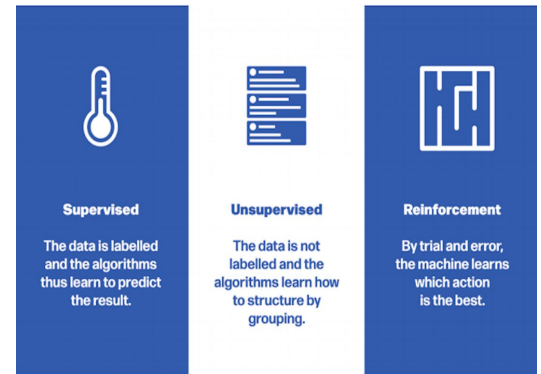 Supervised
The data is labelled
and the algorithms
thus learn to predict
the result.
Unsupervised
The data is not
labelled and the
algorithms learn how
to structure by
grouping.
Reinforcement
By trial and error,
the machine learns
which action
is the best.